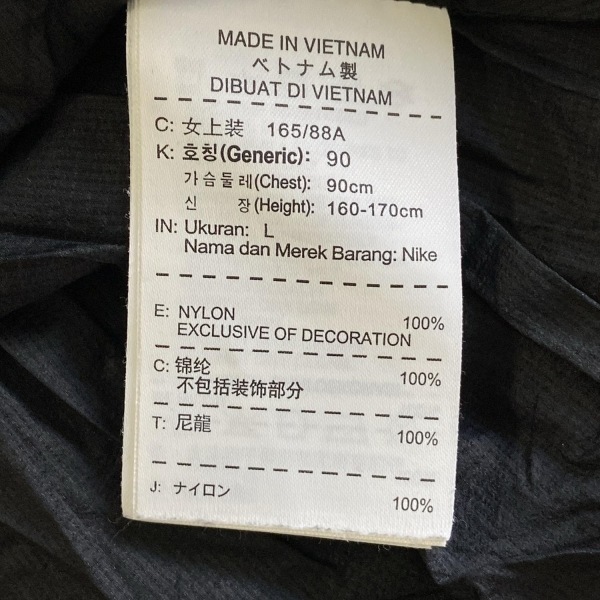 MADE IN VIETNAM
ベトナム製
DIBUAT DI VIETNAM
C: 女上装 165/88A
K: 호칭(Generic): 90
가슴둘레(Chest): 90cm
신 장(Height): 160-170cm
IN: Ukuran: L
Nama dan Merek Barang: Nike
E: NYLON 100%
EXCLUSIVE OF DECORATION
C: 锦纶 100%
不包括装饰部分
T: 尼龍 100%
J: ナイロン 100%